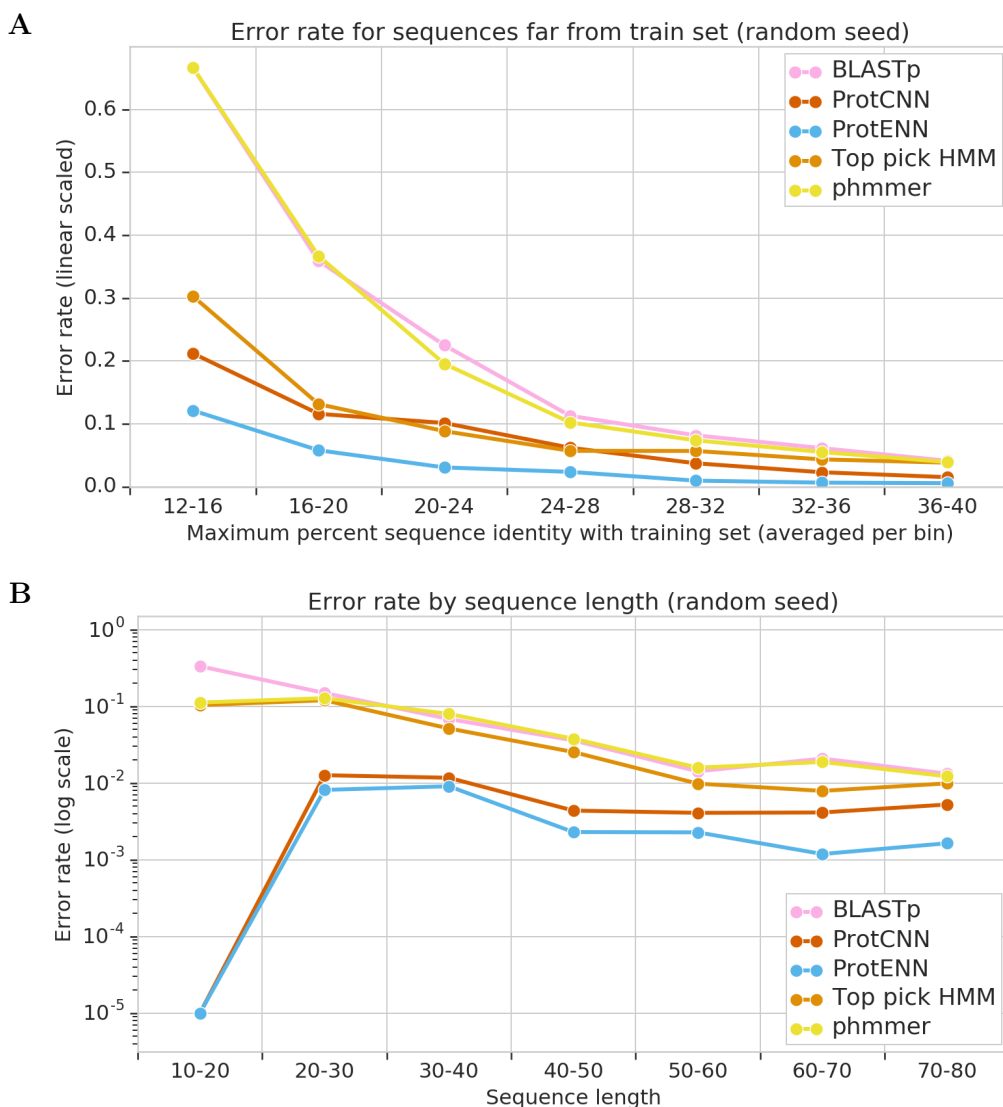 A
Error rate for sequences far from train set (random seed)
BLASTp
ProtCNN
ProtENN
Top pick HMM
phmmer
Error rate (linear scaled)
0.6
0.5
0.4
0.3
0.2
0.1
0.0
12-16 16-20 20-24 24-28 28-32 32-36 36-40
Maximum percent sequence identity with training set (averaged per bin)
B
Error rate by sequence length (random seed)
Error rate (log scale)
10^0
10^-1
10^-2
10^-3
10^-4
10^-5
BLASTp
ProtCNN
ProtENN
Top pick HMM
phmmer
10-20 20-30 30-40 40-50 50-60 60-70 70-80
Sequence length